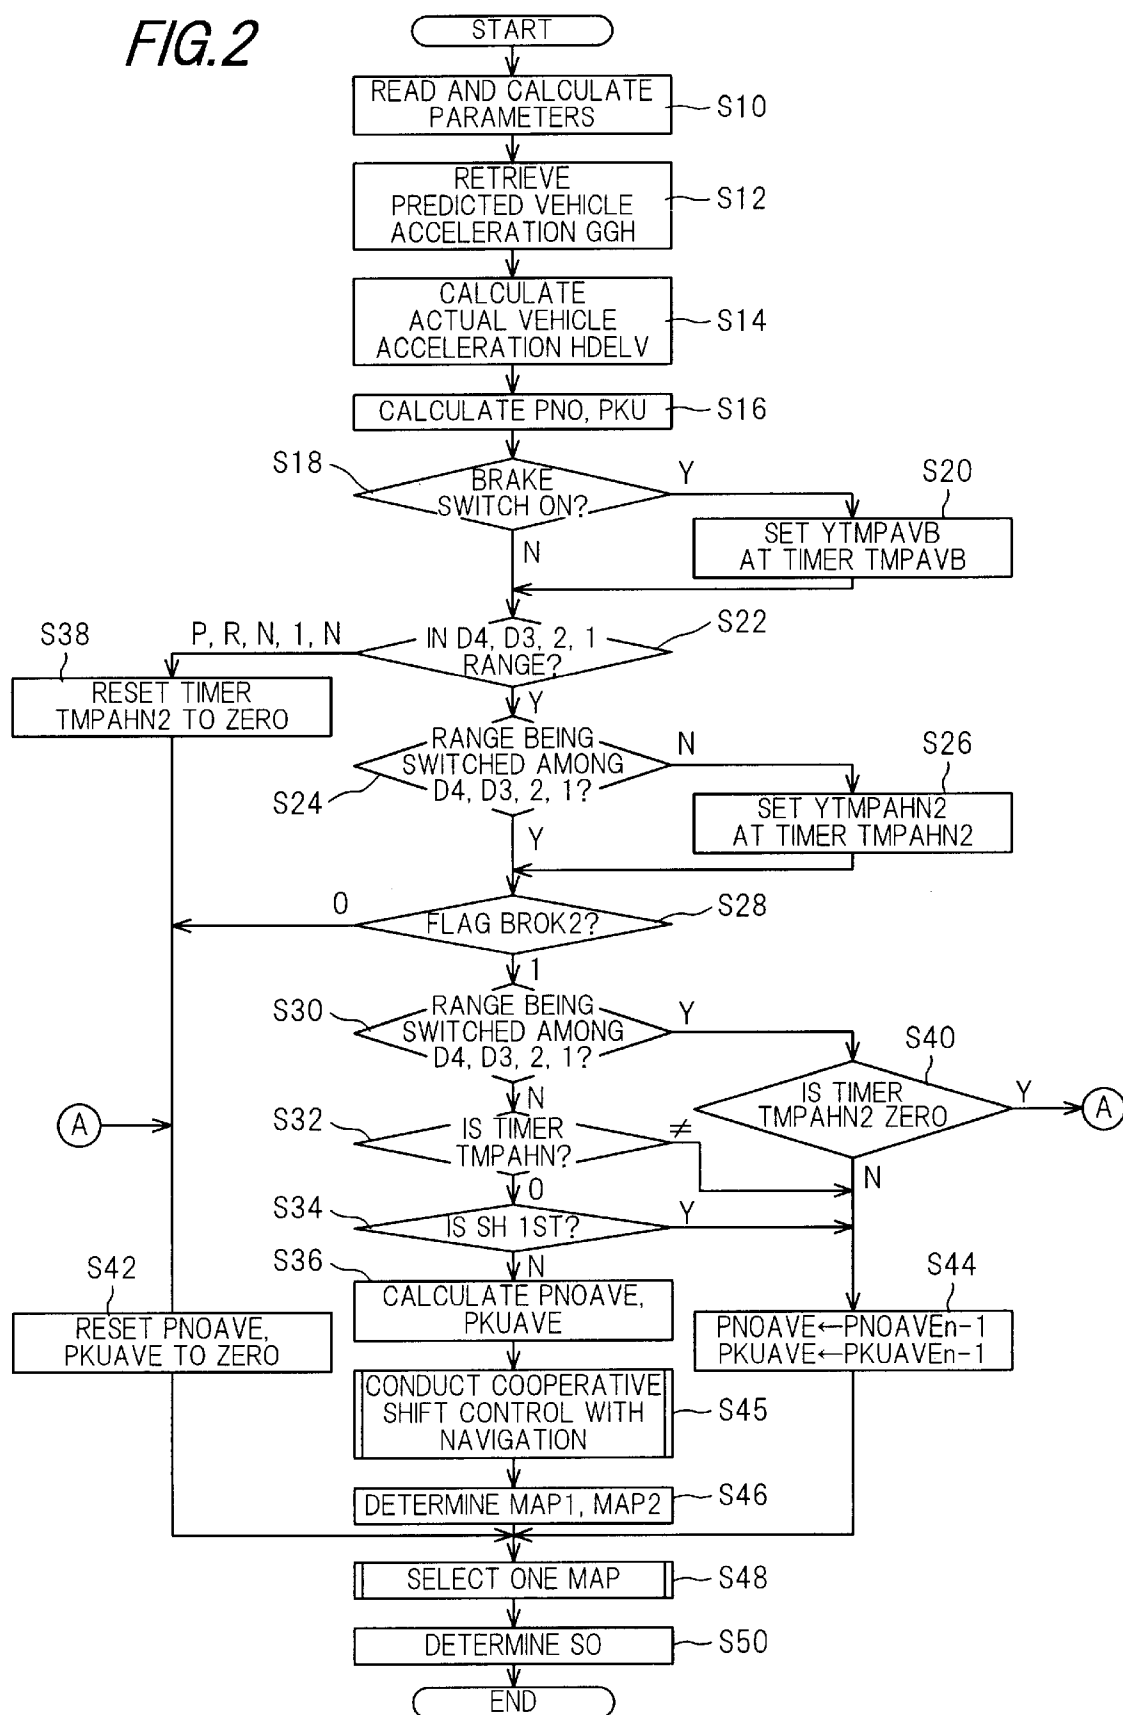 FIG.2
START
READ AND CALCULATE
PARAMETERS
S10
RETRIEVE
PREDICTED VEHICLE
ACCELERATION GGH
S12
CALCULATE
ACTUAL VEHICLE
ACCELERATION HDELV
S14
CALCULATE PNO, PKU
S16
S18
BRAKE
SWITCH ON?
Y
N
S20
SET YTMPAVB
AT TIMER TMPAVB
S38
P, R, N, 1, N
IN D4, D3, 2, 1
RANGE?
S22
RESET TIMER
TMPAHN2 TO ZERO
Y
RANGE BEING
SWITCHED AMONG
D4, D3, 2, 1?
S24
N
S26
SET YTMPAHN2
AT TIMER TMPAHN2
Y
0
FLAG BROK2?
S28
1
S30
RANGE BEING
SWITCHED AMONG
D4, D3, 2, 1?
Y
S40
IS TIMER
TMPAHN2 ZERO
Y
A
N
A
N
S32
IS TIMER
TMPAHN?
≠
0
S34
IS SH 1ST?
Y
N
S36
CALCULATE PNOAVE,
PKUAVE
S42
RESET PNOAVE,
PKUAVE TO ZERO
S44
PNOAVE←PNOAVEn-1
PKUAVE←PKUAVEn-1
CONDUCT COOPERATIVE
SHIFT CONTROL WITH
NAVIGATION
S45
DETERMINE MAP1, MAP2
S46
SELECT ONE MAP
S48
DETERMINE SO
S50
END